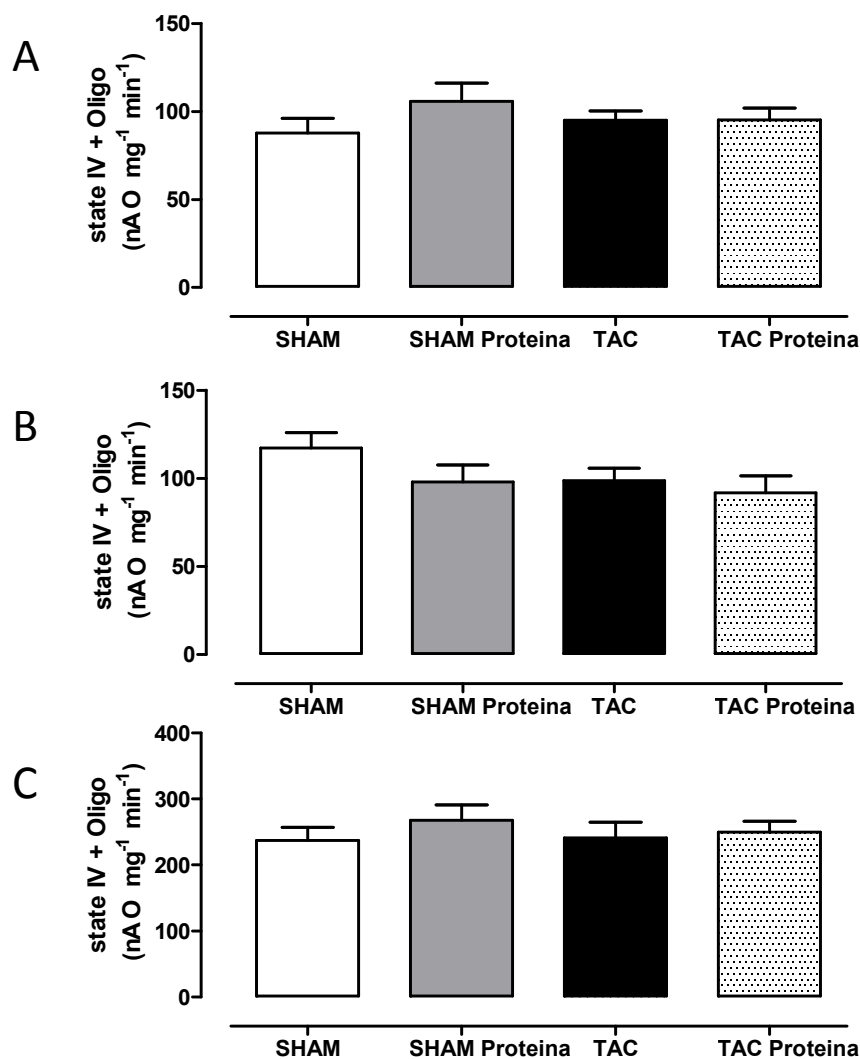 A
state IV + Oligo
(nA O mg⁻¹ min⁻¹)
150
100
50
0
SHAM
SHAM Proteina
TAC
TAC Proteina
B
state IV + Oligo
(nA O mg⁻¹ min⁻¹)
150
100
50
0
SHAM
SHAM Proteina
TAC
TAC Proteina
C
state IV + Oligo
(nA O mg⁻¹ min⁻¹)
400
300
200
100
0
SHAM
SHAM Proteina
TAC
TAC Proteina